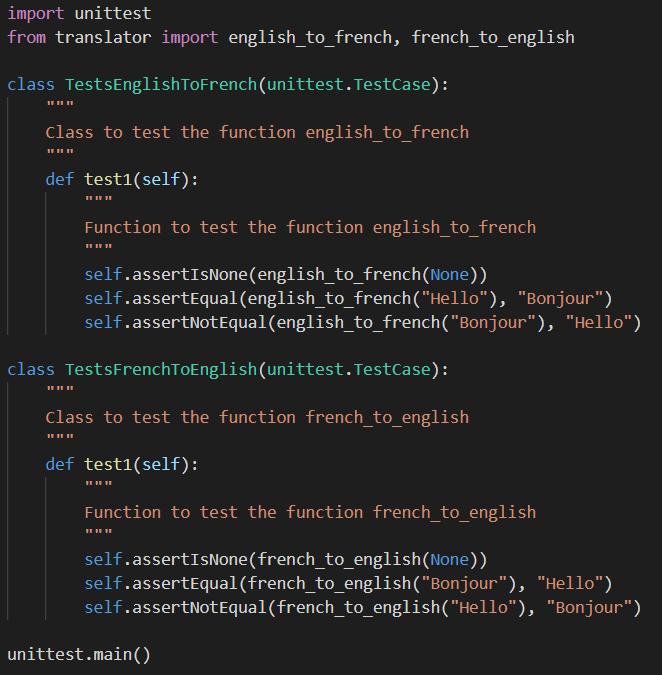 import unittest
from translator import english_to_french, french_to_english

class TestsEnglishToFrench(unittest.TestCase):
    """
    Class to test the function english_to_french
    """
    def test1(self):
        """
        Function to test the function english_to_french
        """
        self.assertIsNone(english_to_french(None))
        self.assertEqual(english_to_french("Hello"), "Bonjour")
        self.assertNotEqual(english_to_french("Bonjour"), "Hello")

class TestsFrenchToEnglish(unittest.TestCase):
    """
    Class to test the function french_to_english
    """
    def test1(self):
        """
        Function to test the function french_to_english
        """
        self.assertIsNone(french_to_english(None))
        self.assertEqual(french_to_english("Bonjour"), "Hello")
        self.assertNotEqual(french_to_english("Hello"), "Bonjour")

unittest.main()